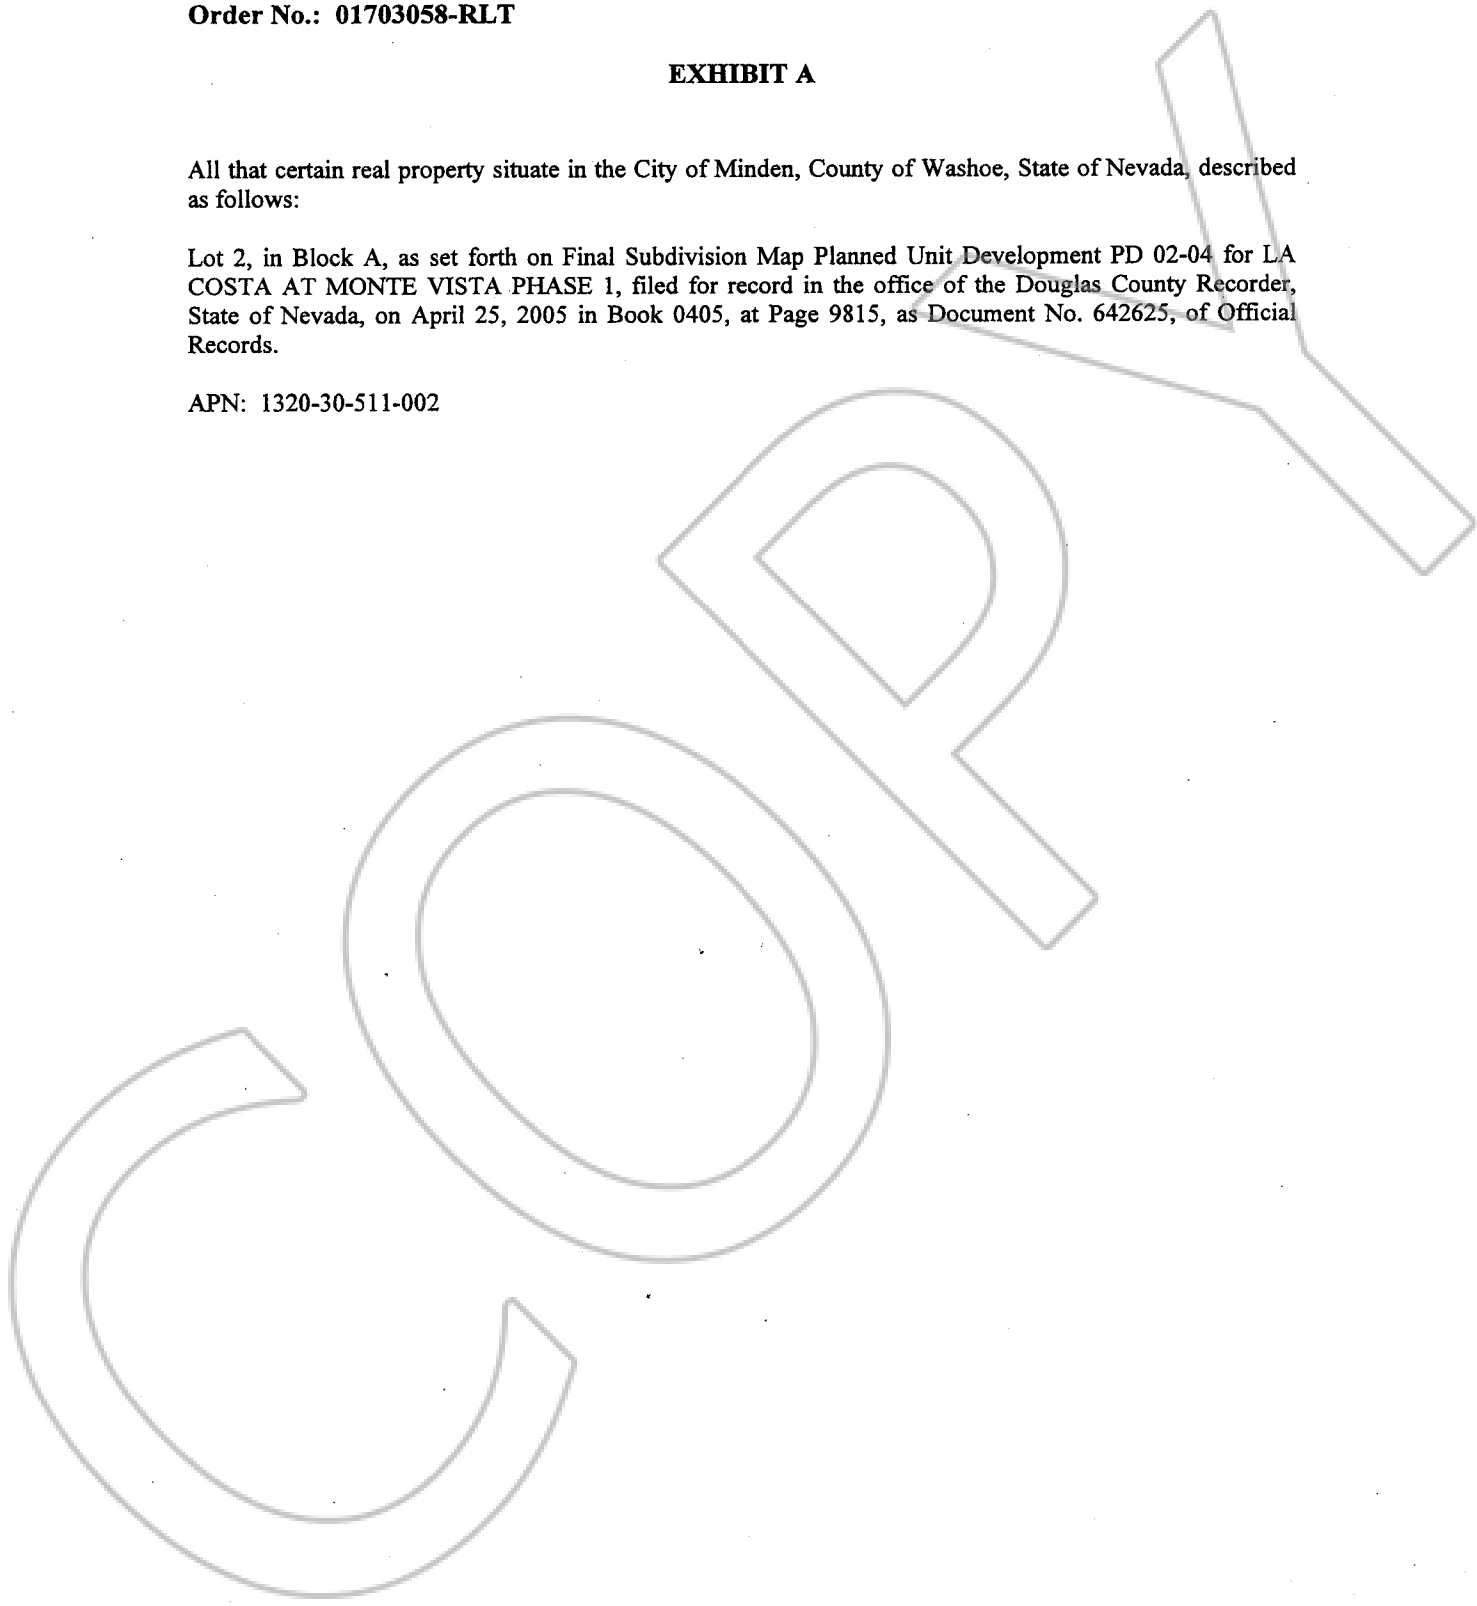 Order No.: 01703058-RLT
EXHIBIT A
All that certain real property situate in the City of Minden, County of Washoe, State of Nevada, described
as follows:
Lot 2, in Block A, as set forth on Final Subdivision Map Planned Unit Development PD 02-04 for LA
COSTA AT MONTE VISTA PHASE 1, filed for record in the office of the Douglas County Recorder,
State of Nevada, on April 25, 2005 in Book 0405, at Page 9815, as Document No. 642625, of Official
Records.
APN: 1320-30-511-002
COPY